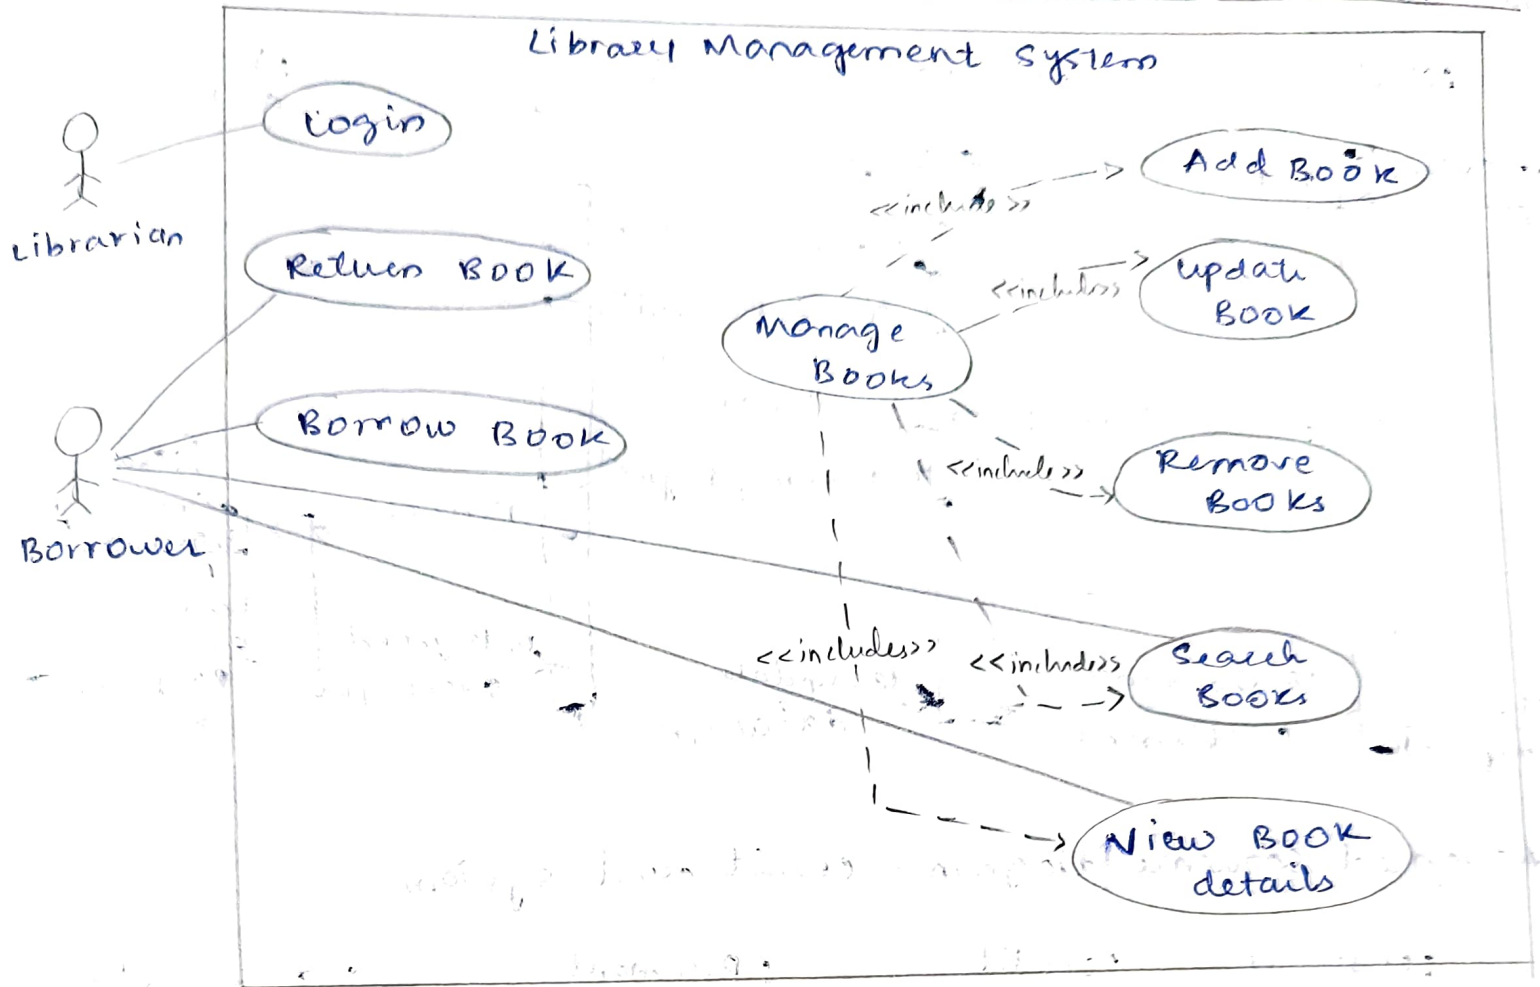 Library Management System
Login
Librarian
Return Book
Borrow Book
Borrower
Manage
Books
<<includes>>
Add Book
<<includes>>
Update
Book
<<includes>>
Remove
Books
<<includes>>
<<includes>>
Search
Books
View Book
details